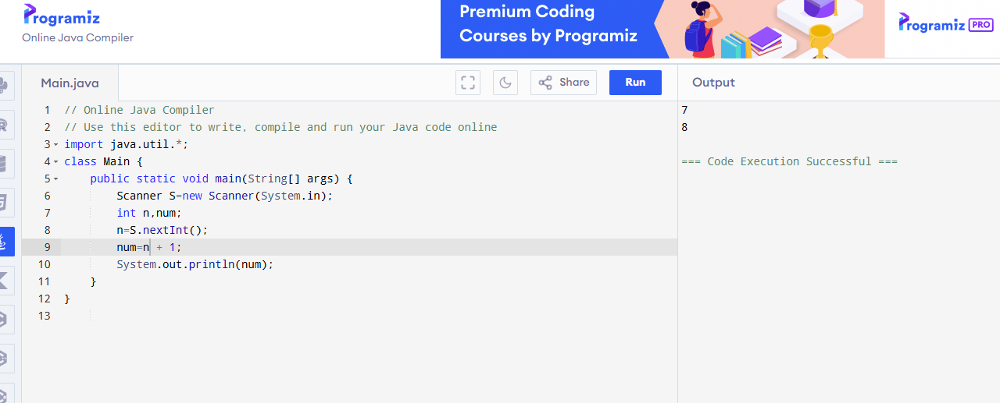 Programiz
Online Java Compiler
Premium Coding
Courses by Programiz
Programiz PRO
Main.java
Share
Run
Output
1 // Online Java Compiler
2 // Use this editor to write, compile and run your Java code online
3 import java.util.*;
4 class Main {
5 public static void main(String[] args) {
6 Scanner S=new Scanner(System.in);
7 int n,num;
8 n=S.nextInt();
9 num=n + 1;
10 System.out.println(num);
11 }
12 }
13
7
8
=== Code Execution Successful ===